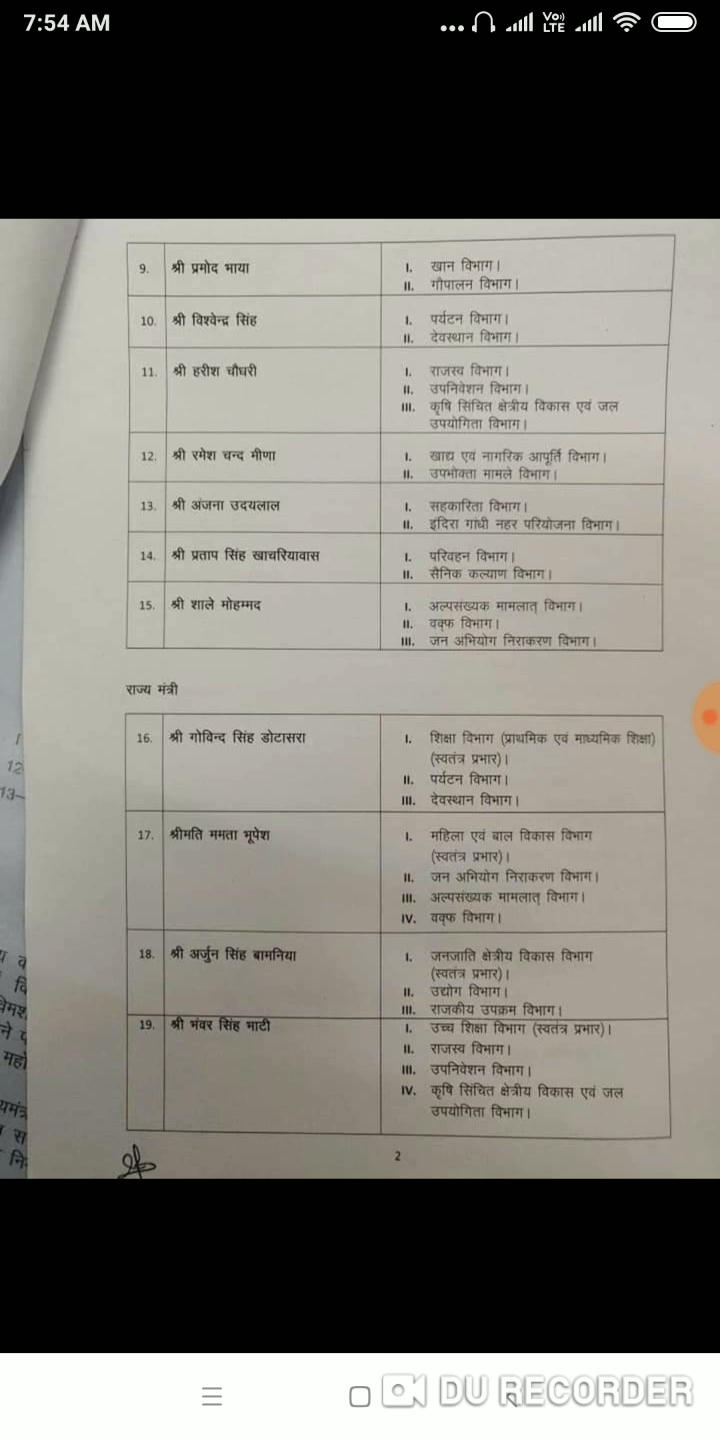 7:54 AM
Vo))
LTE
9. श्री प्रमोद भाया I. खान विभाग।
II. गौपालन विभाग।
10. श्री विश्वेन्द्र सिंह I. पर्यटन विभाग।
II. देवस्थान विभाग।
11. श्री हरीश चौधरी I. राजस्व विभाग।
II. उपनिवेशन विभाग।
III. कृषि सिंचित क्षेत्रीय विकास एवं जल
उपयोगिता विभाग।
12. श्री रमेश चन्द मीणा I. खाद्य एवं नागरिक आपूर्ति विभाग।
II. उपभोक्ता मामले विभाग।
13. श्री अंजना उदयलाल I. सहकारिता विभाग।
II. इंदिरा गांधी नहर परियोजना विभाग।
14. श्री प्रताप सिंह खाचरियावास I. परिवहन विभाग।
II. सैनिक कल्याण विभाग।
15. श्री शाले मोहम्मद I. अल्पसंख्यक मामलात् विभाग।
II. वक्फ विभाग।
III. जन अभियोग निराकरण विभाग।
राज्य मंत्री
16. श्री गोविन्द सिंह डोटासरा I. शिक्षा विभाग (प्राथमिक एवं माध्यमिक शिक्षा)
(स्वतंत्र प्रभार)।
II. पर्यटन विभाग।
III. देवस्थान विभाग।
17. श्रीमति ममता भूपेश I. महिला एवं बाल विकास विभाग
(स्वतंत्र प्रभार)।
II. जन अभियोग निराकरण विभाग।
III. अल्पसंख्यक मामलात् विभाग।
IV. वक्फ विभाग।
18. श्री अर्जुन सिंह बामनिया I. जनजाति क्षेत्रीय विकास विभाग
(स्वतंत्र प्रभार)।
II. उद्योग विभाग।
III. राजकीय उपक्रम विभाग।
19. श्री भंवर सिंह भाटी I. उच्च शिक्षा विभाग (स्वतंत्र प्रभार)।
II. राजस्व विभाग।
III. उपनिवेशन विभाग।
IV. कृषि सिंचित क्षेत्रीय विकास एवं जल
उपयोगिता विभाग।
2
DU RECORDER